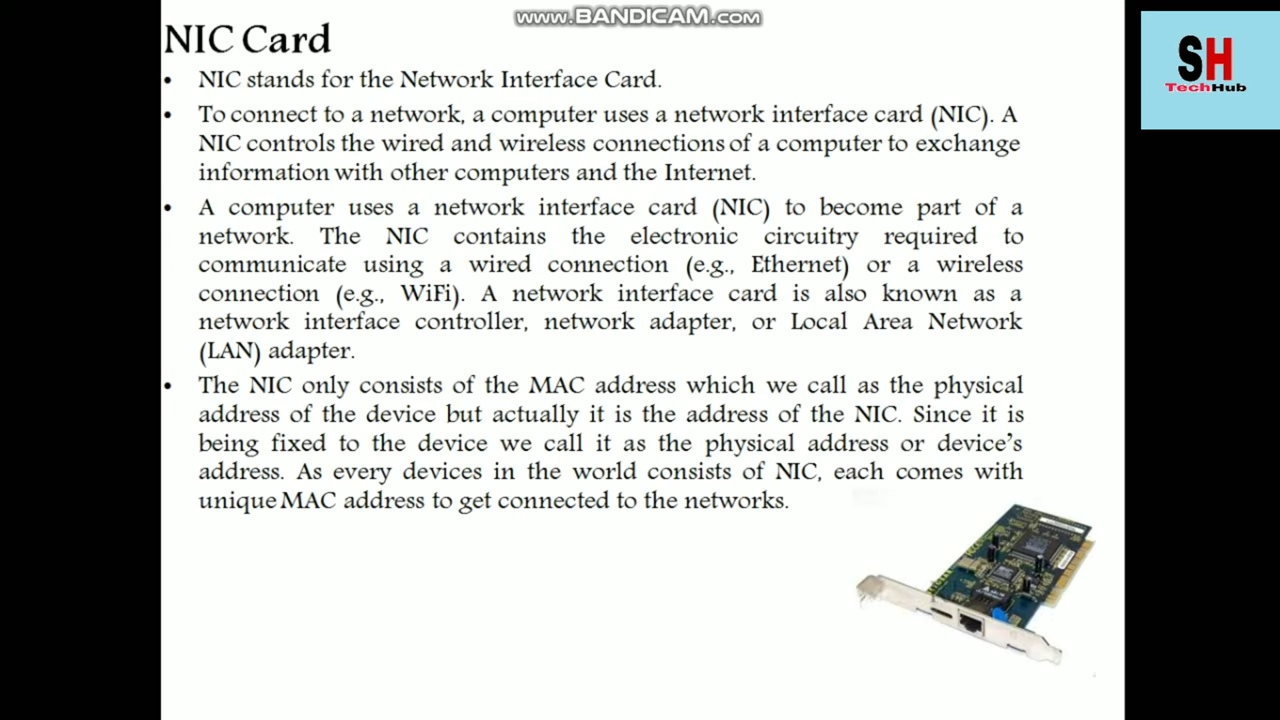 www.BANDICAM.com
SH
TechHub
NIC Card
• NIC stands for the Network Interface Card.
• To connect to a network, a computer uses a network interface card (NIC). A
NIC controls the wired and wireless connections of a computer to exchange
information with other computers and the Internet.
• A computer uses a network interface card (NIC) to become part of a
network. The NIC contains the electronic circuitry required to
communicate using a wired connection (e.g., Ethernet) or a wireless
connection (e.g., WiFi). A network interface card is also known as a
network interface controller, network adapter, or Local Area Network
(LAN) adapter.
• The NIC only consists of the MAC address which we call as the physical
address of the device but actually it is the address of the NIC. Since it is
being fixed to the device we call it as the physical address or device's
address. As every devices in the world consists of NIC, each comes with
unique MAC address to get connected to the networks.